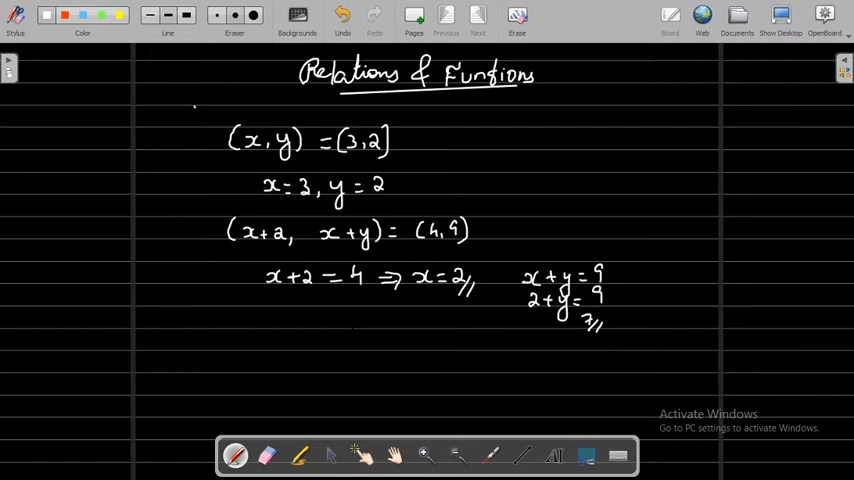 Stylus Color Line Eraser Backgrounds Undo Redo Pages Previous Next Erase Board Web Documents Show Desktop OpenBoard
Relations & Funtions
(x, y) = (3, 2]
x = 3, y = 2
(x+2, x+y) = (4, 9)
x+2 = 4 ⇒ x = 2// x+y = 9
2+y = 9
7//
Activate Windows
Go to PC settings to activate Windows.